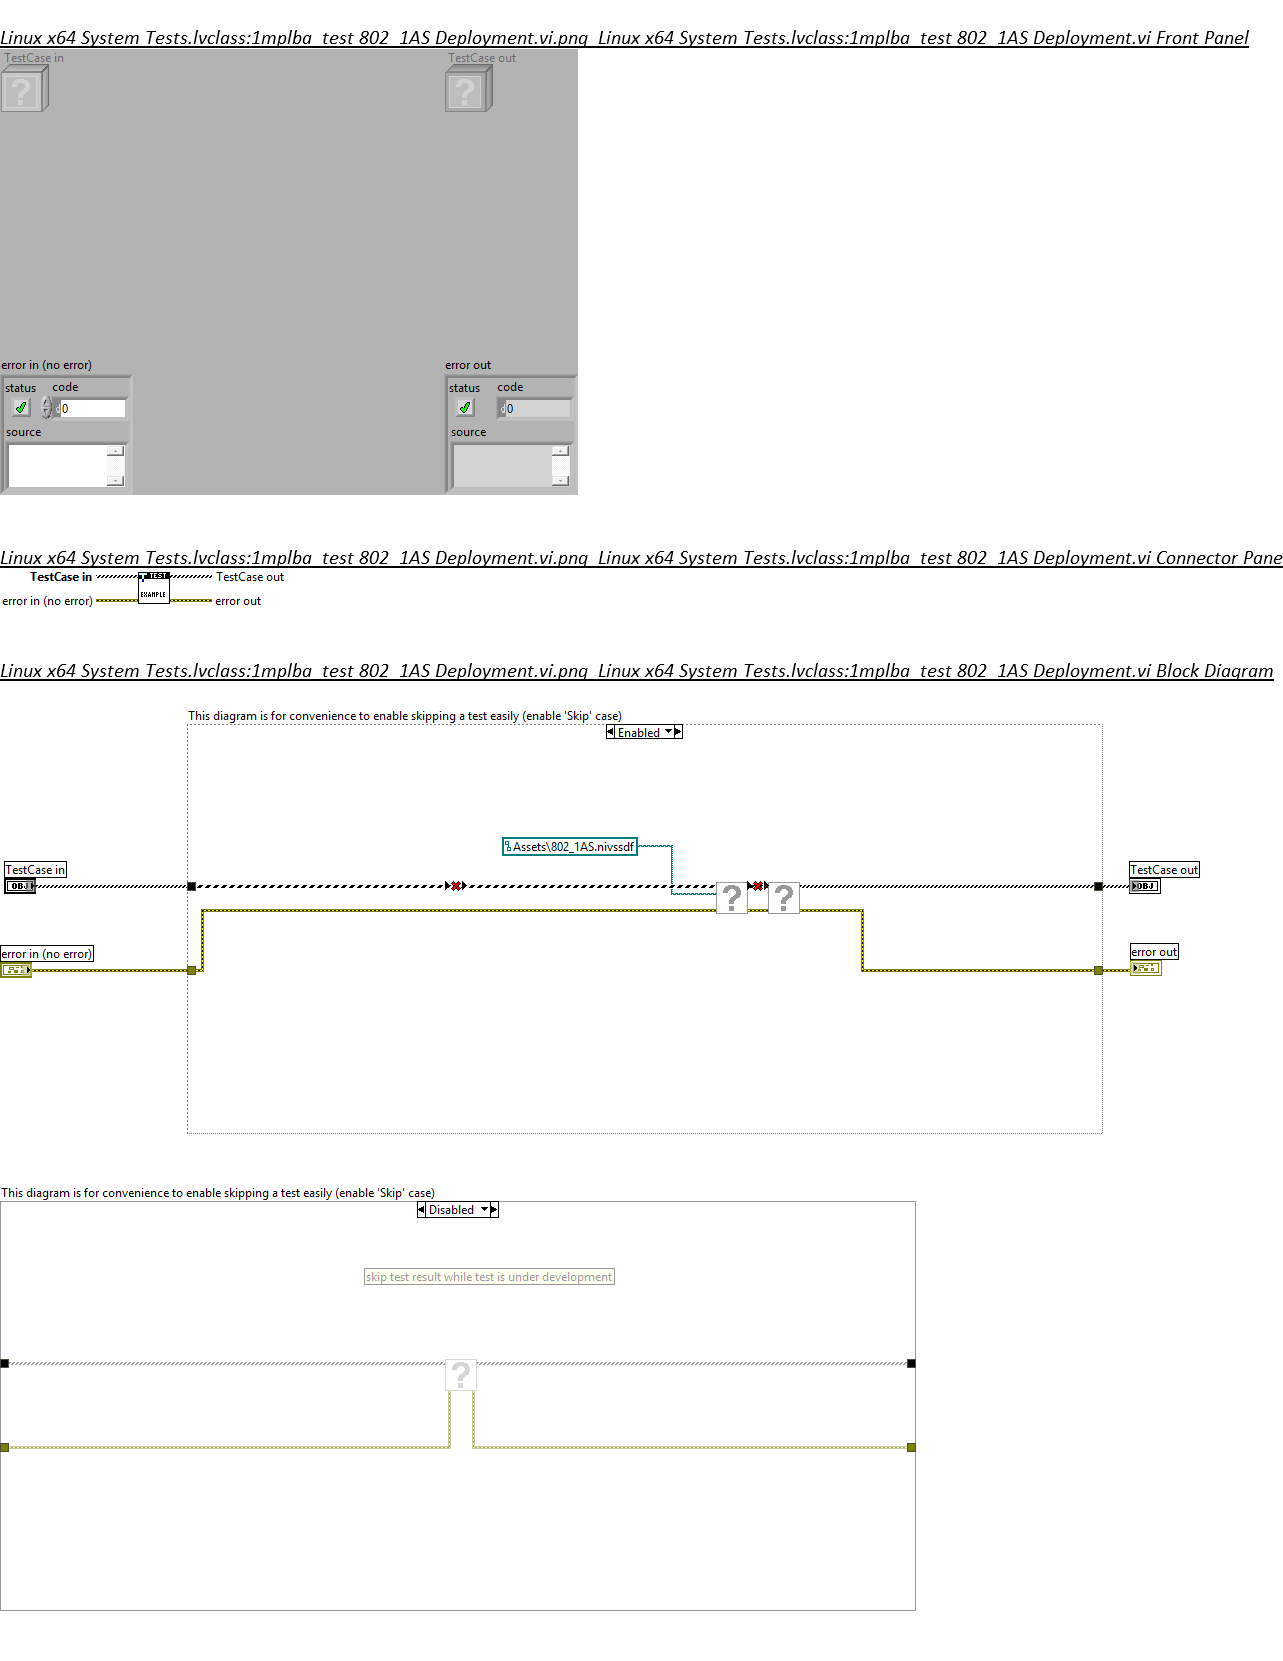 Linux x64 System Tests.lvclass:1mplba_test 802_1AS Deployment.vi.png_Linux x64 System Tests.lvclass:1mplba_test 802_1AS Deployment.vi Front Panel
TestCase in
TestCase out
?
?
error in (no error)
error out
status code
status code
0
0
source
source
Linux x64 System Tests.lvclass:1mplba_test 802_1AS Deployment.vi.png_Linux x64 System Tests.lvclass:1mplba_test 802_1AS Deployment.vi Connector Pane
TestCase in
TEST
TestCase out
error in (no error)
EXAMPLE
error out
Linux x64 System Tests.lvclass:1mplba_test 802_1AS Deployment.vi.png_Linux x64 System Tests.lvclass:1mplba_test 802_1AS Deployment.vi Block Diagram
This diagram is for convenience to enable skipping a test easily (enable 'Skip' case)
Enabled
Assets\802_1AS.nivssdf
TestCase in
OBJ
TestCase out
OBJ
?
?
error in (no error)
error out
This diagram is for convenience to enable skipping a test easily (enable 'Skip' case)
Disabled
skip test result while test is under development
?